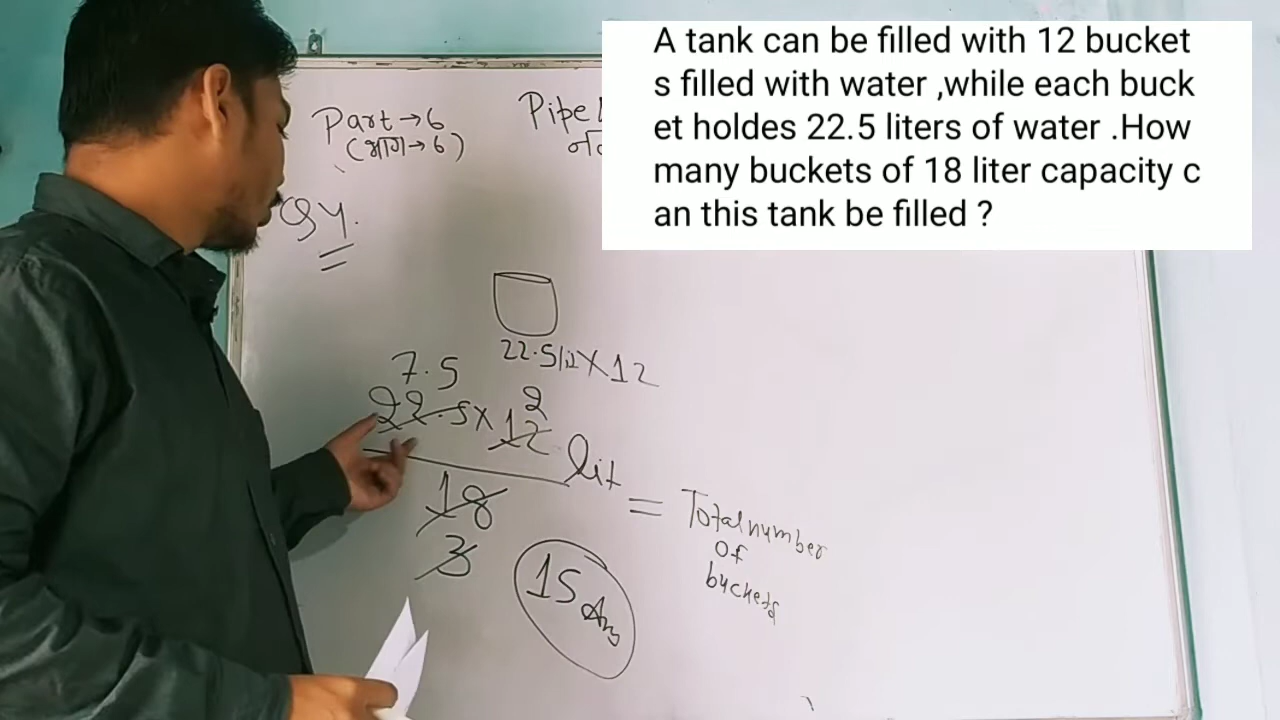 A tank can be filled with 12 bucket
s filled with water ,while each buck
et holdes 22.5 liters of water .How
many buckets of 18 liter capacity c
an this tank be filled ?
Part→6
(भाग→6)
Pipe
Q4.
22.5lit×12
7.5 2
22.5×12 lit
18
3
= Total number
of
buckets
15 Ans